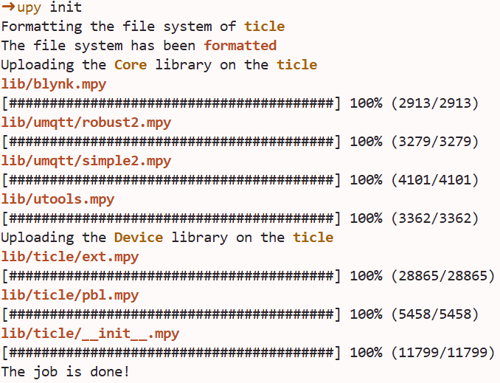 ➜upy init
Formatting the file system of ticle
The file system has been formatted
Uploading the Core library on the ticle
lib/blynk.mpy
[########################################] 100% (2913/2913)
lib/umqtt/robust2.mpy
[########################################] 100% (3279/3279)
lib/umqtt/simple2.mpy
[########################################] 100% (4101/4101)
lib/utools.mpy
[########################################] 100% (3362/3362)
Uploading the Device library on the ticle
lib/ticle/ext.mpy
[########################################] 100% (28865/28865)
lib/ticle/pbl.mpy
[########################################] 100% (5458/5458)
lib/ticle/__init__.mpy
[########################################] 100% (11799/11799)
The job is done!